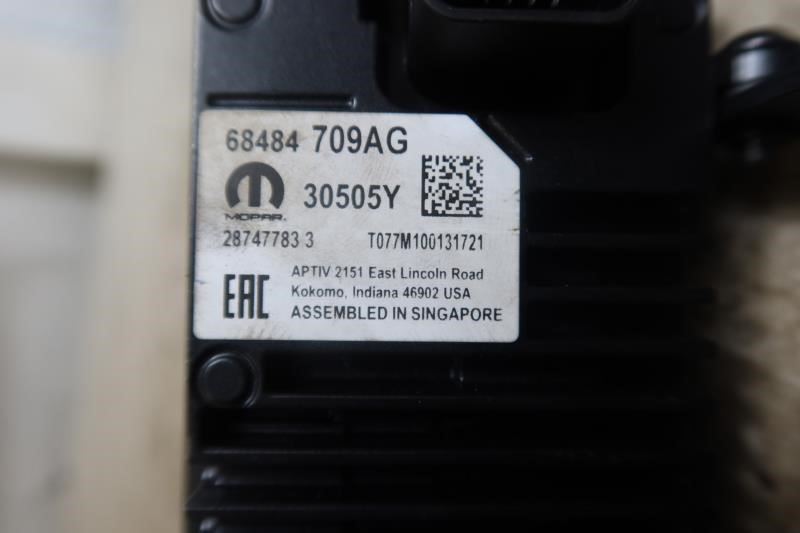 68484 709AG
MOPAR
30505Y
28747783 3 T077M100131721
EAC
APTIV 2151 East Lincoln Road
Kokomo, Indiana 46902 USA
ASSEMBLED IN SINGAPORE